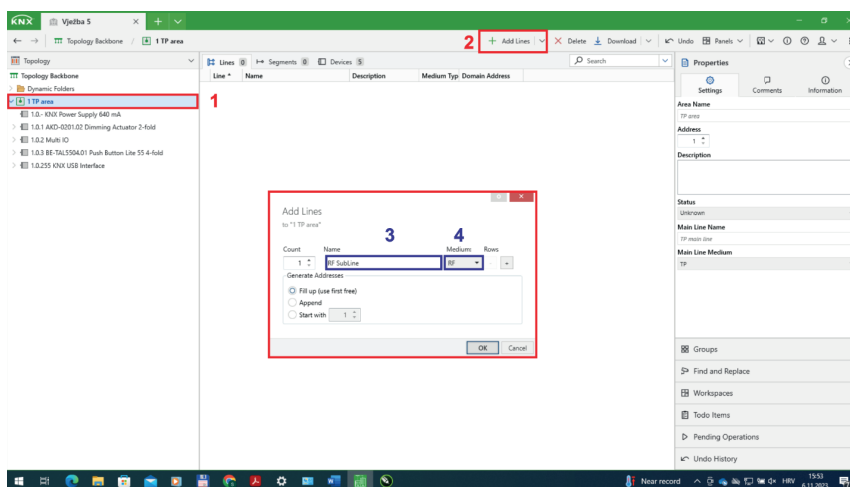 KNX Vježba 5
Topology Backbone / 1 TP area 2 Add Lines Delete Download Undo Panels
Topology Lines 0 Segments 0 Devices 5 Search Properties
Topology Backbone Line Name Description Medium Typ Domain Address
Dynamic Folders Settings Comments Information
1 TP area 1
Area Name
TP area
1.0.- KNX Power Supply 640 mA
1.0.1 AKD-0201.02 Dimming Actuator 2-fold
1.0.2 Multi IO
1.0.3 BE-TAL5504.01 Push Button Lite 55 4-fold
1.0.255 KNX USB Interface
Address
1
Description
Status
Unknown
Main Line Name
TP main line
Main Line Medium
TP
Add Lines
to "1 TP area"
3 4
Count Name Medium Rows
1 RF SubLine RF - +
Generate Addresses
Fill up (use first free)
Append
Start with 1
OK Cancel
Groups
Find and Replace
Workspaces
Todo Items
Pending Operations
Undo History
Near record HRV 15:53
6.11.2023.